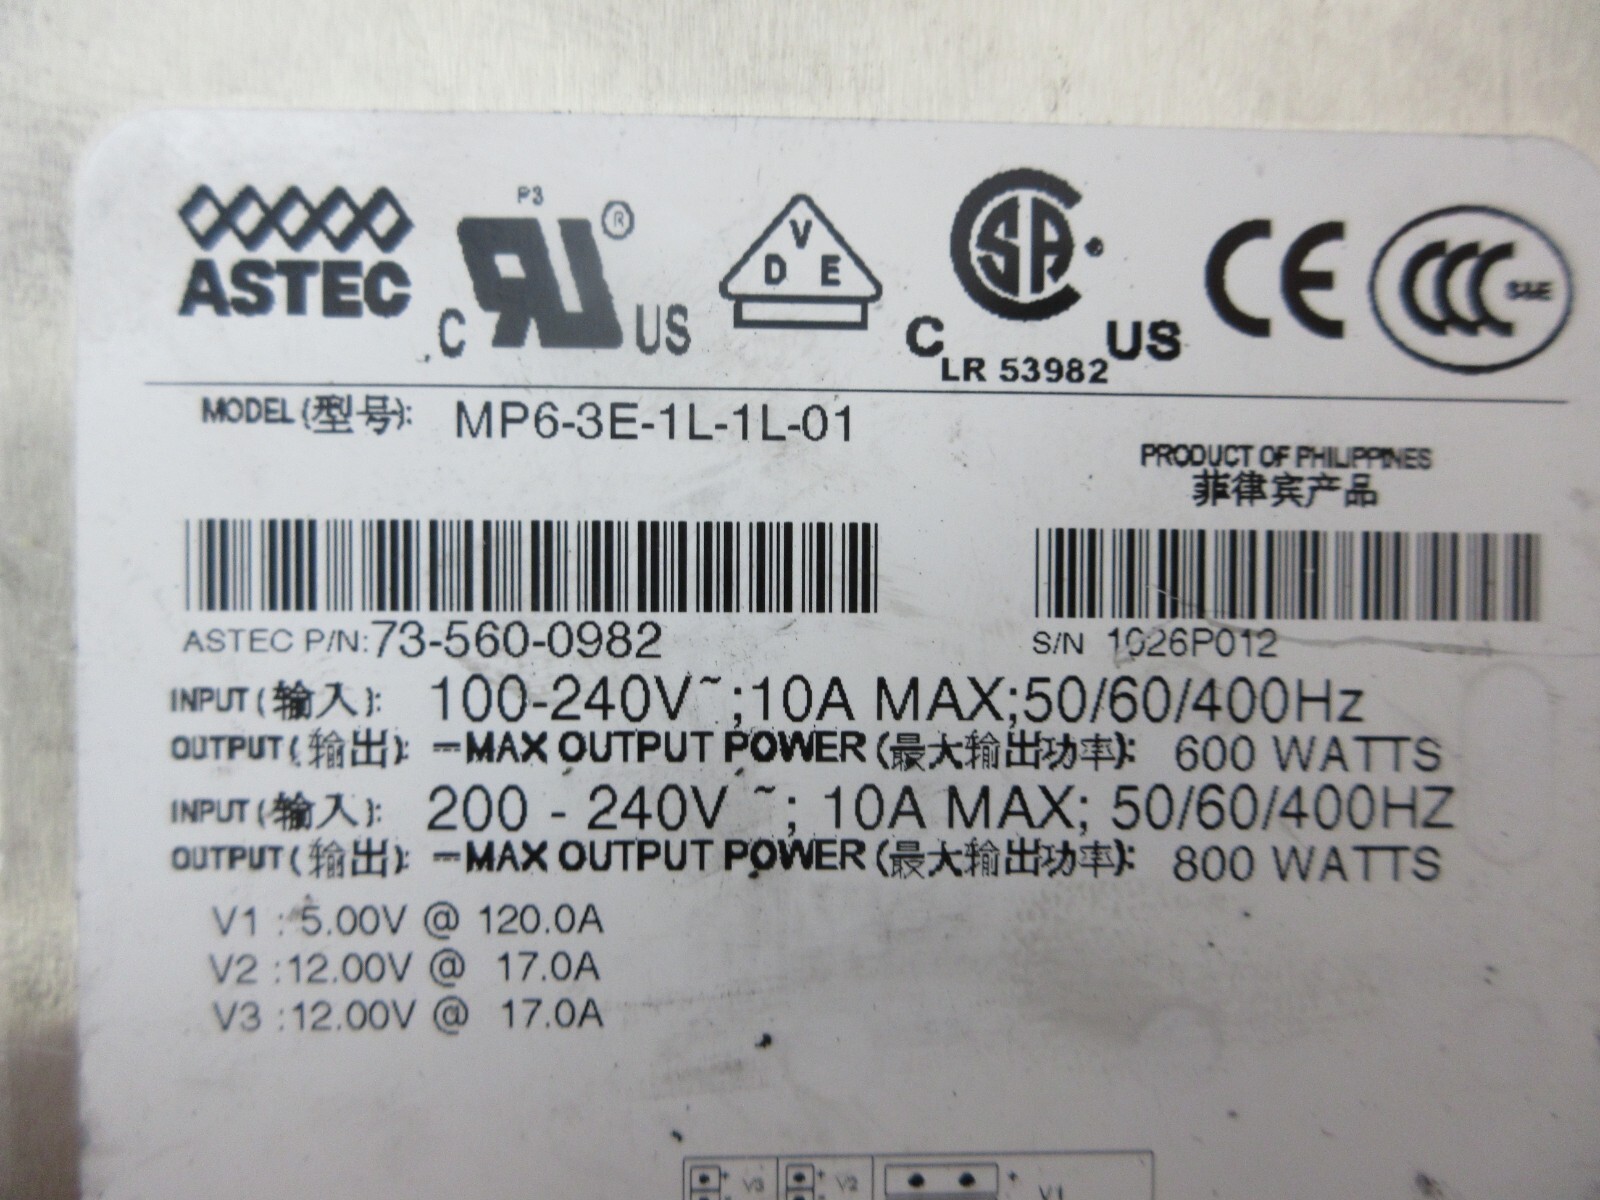 P3
ASTEC
C UL ® US
VDE
C SA US
LR 53982
CE
CCC S&E
MODEL (型号): MP6-3E-1L-1L-01
PRODUCT OF PHILIPPINES
菲律宾产品
ASTEC P/N: 73-560-0982
S/N 1026P012
INPUT (输入): 100-240V~;10A MAX;50/60/400Hz
OUTPUT (输出): ⎓MAX OUTPUT POWER (最大输出功率): 600 WATTS
INPUT (输入): 200 - 240V ~; 10A MAX; 50/60/400HZ
OUTPUT (输出): ⎓MAX OUTPUT POWER (最大输出功率): 800 WATTS
V1 : 5.00V @ 120.0A
V2 :12.00V @ 17.0A
V3 :12.00V @ 17.0A
+ V3 + V2 + V1